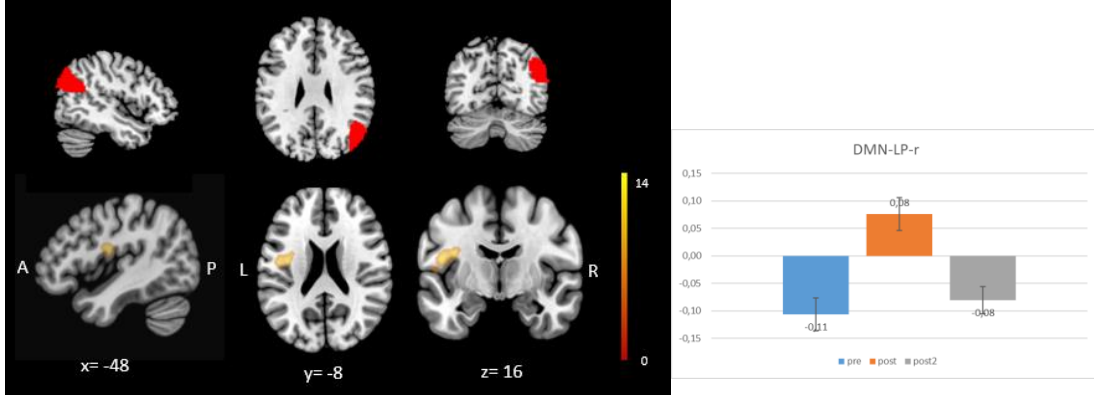 14
A
P
L
R
0
x= -48
y= -8
z= 16
DMN-LP-r
0,15
0,10
0,05
0,00
-0,05
-0,10
-0,15
0,08
-0,11
-0,08
pre post post2